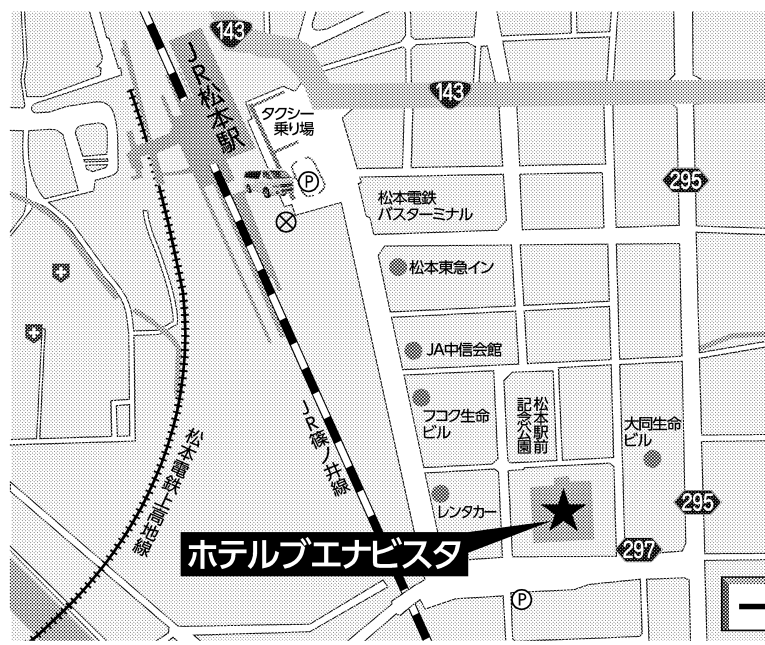 143
JR松本駅
143
タクシー
乗り場
P
295
松本電鉄
バスターミナル
松本東急イン
JA中信会館
フコク生命
ビル
松本駅前
記念公園
大同生命
ビル
JR篠ノ井線
松本電鉄上高地線
レンタカー
295
ホテルブエナビスタ
297
P